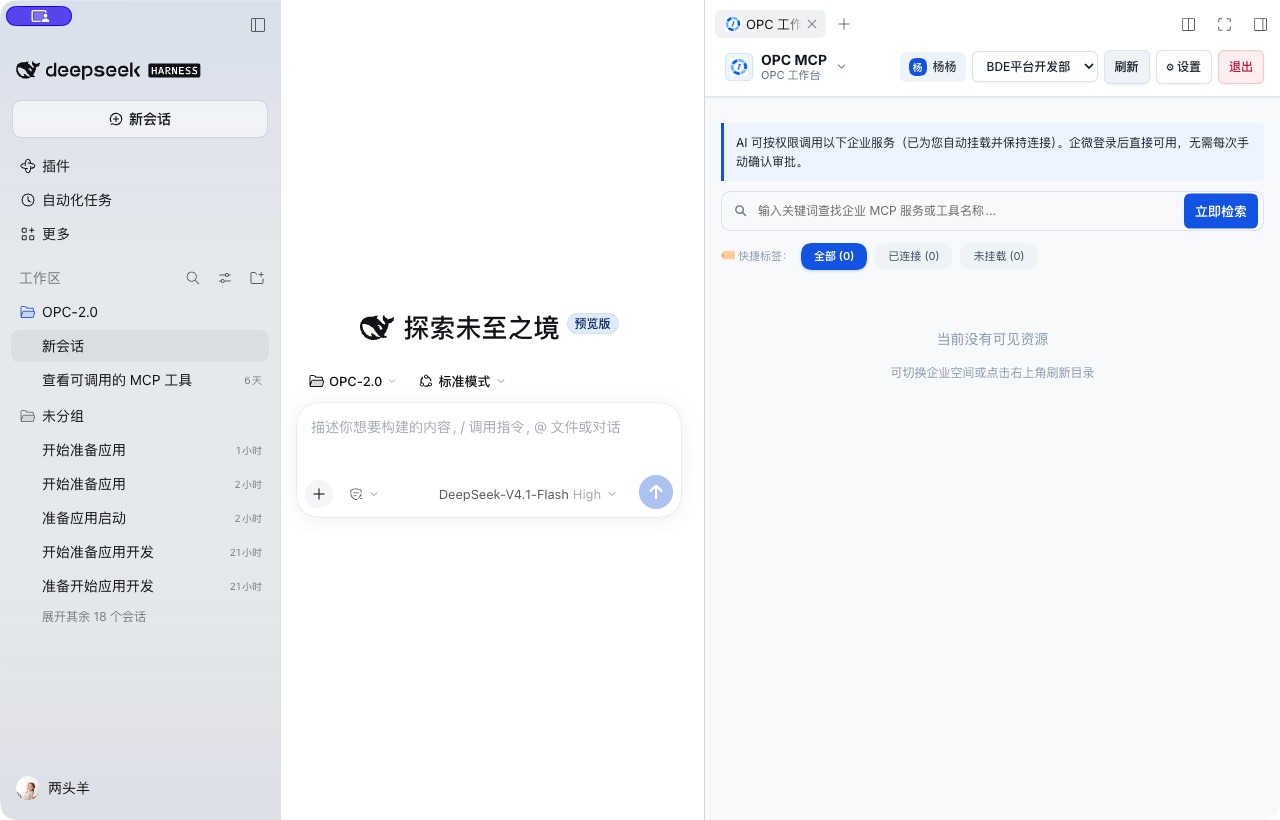 deepseek HARNESS
新会话
插件
自动化任务
更多
工作区
OPC-2.0
新会话
查看可调用的 MCP 工具 6天
未分组
开始准备应用 1小时
开始准备应用 2小时
准备应用启动 2小时
开始准备应用开发 21小时
准备开始应用开发 21小时
展开其余 18 个会话
两头羊
探索未至之境 预览版
OPC-2.0 标准模式
描述你想要构建的内容, / 调用指令, @ 文件或对话
DeepSeek-V4.1-Flash High
OPC 工作
OPC MCP
OPC 工作台
杨 杨杨
BDE平台开发部
刷新
设置
退出
AI 可按权限调用以下企业服务（已为您自动挂载并保持连接）。企微登录后直接可用，无需每次手
动确认审批。
输入关键词查找企业 MCP 服务或工具名称...
立即检索
快捷标签：
全部 (0)
已连接 (0)
未挂载 (0)
当前没有可见资源
可切换企业空间或点击右上角刷新目录